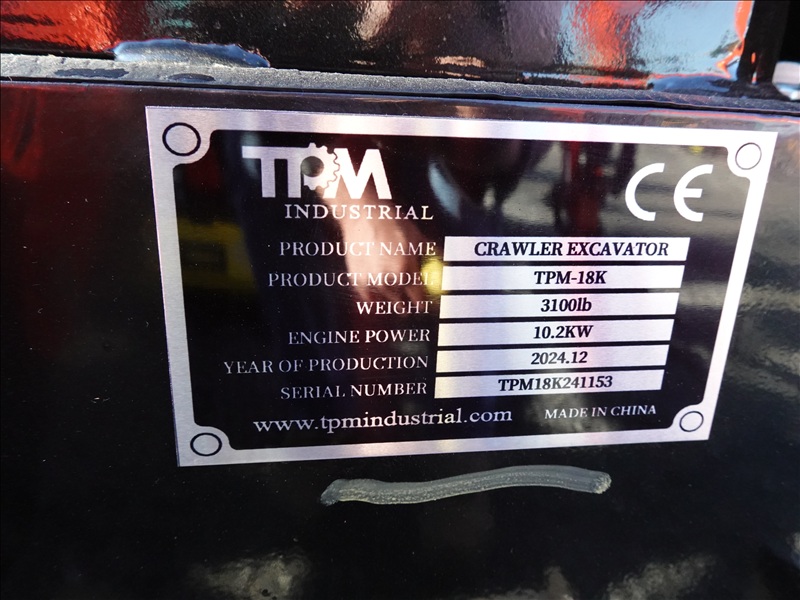 TPM
INDUSTRIAL
CE
PRODUCT NAME CRAWLER EXCAVATOR
PRODUCT MODEL TPM-18K
WEIGHT 3100lb
ENGINE POWER 10.2KW
YEAR OF PRODUCTION 2024.12
SERIAL NUMBER TPM18K241153
www.tpmindustrial.com MADE IN CHINA